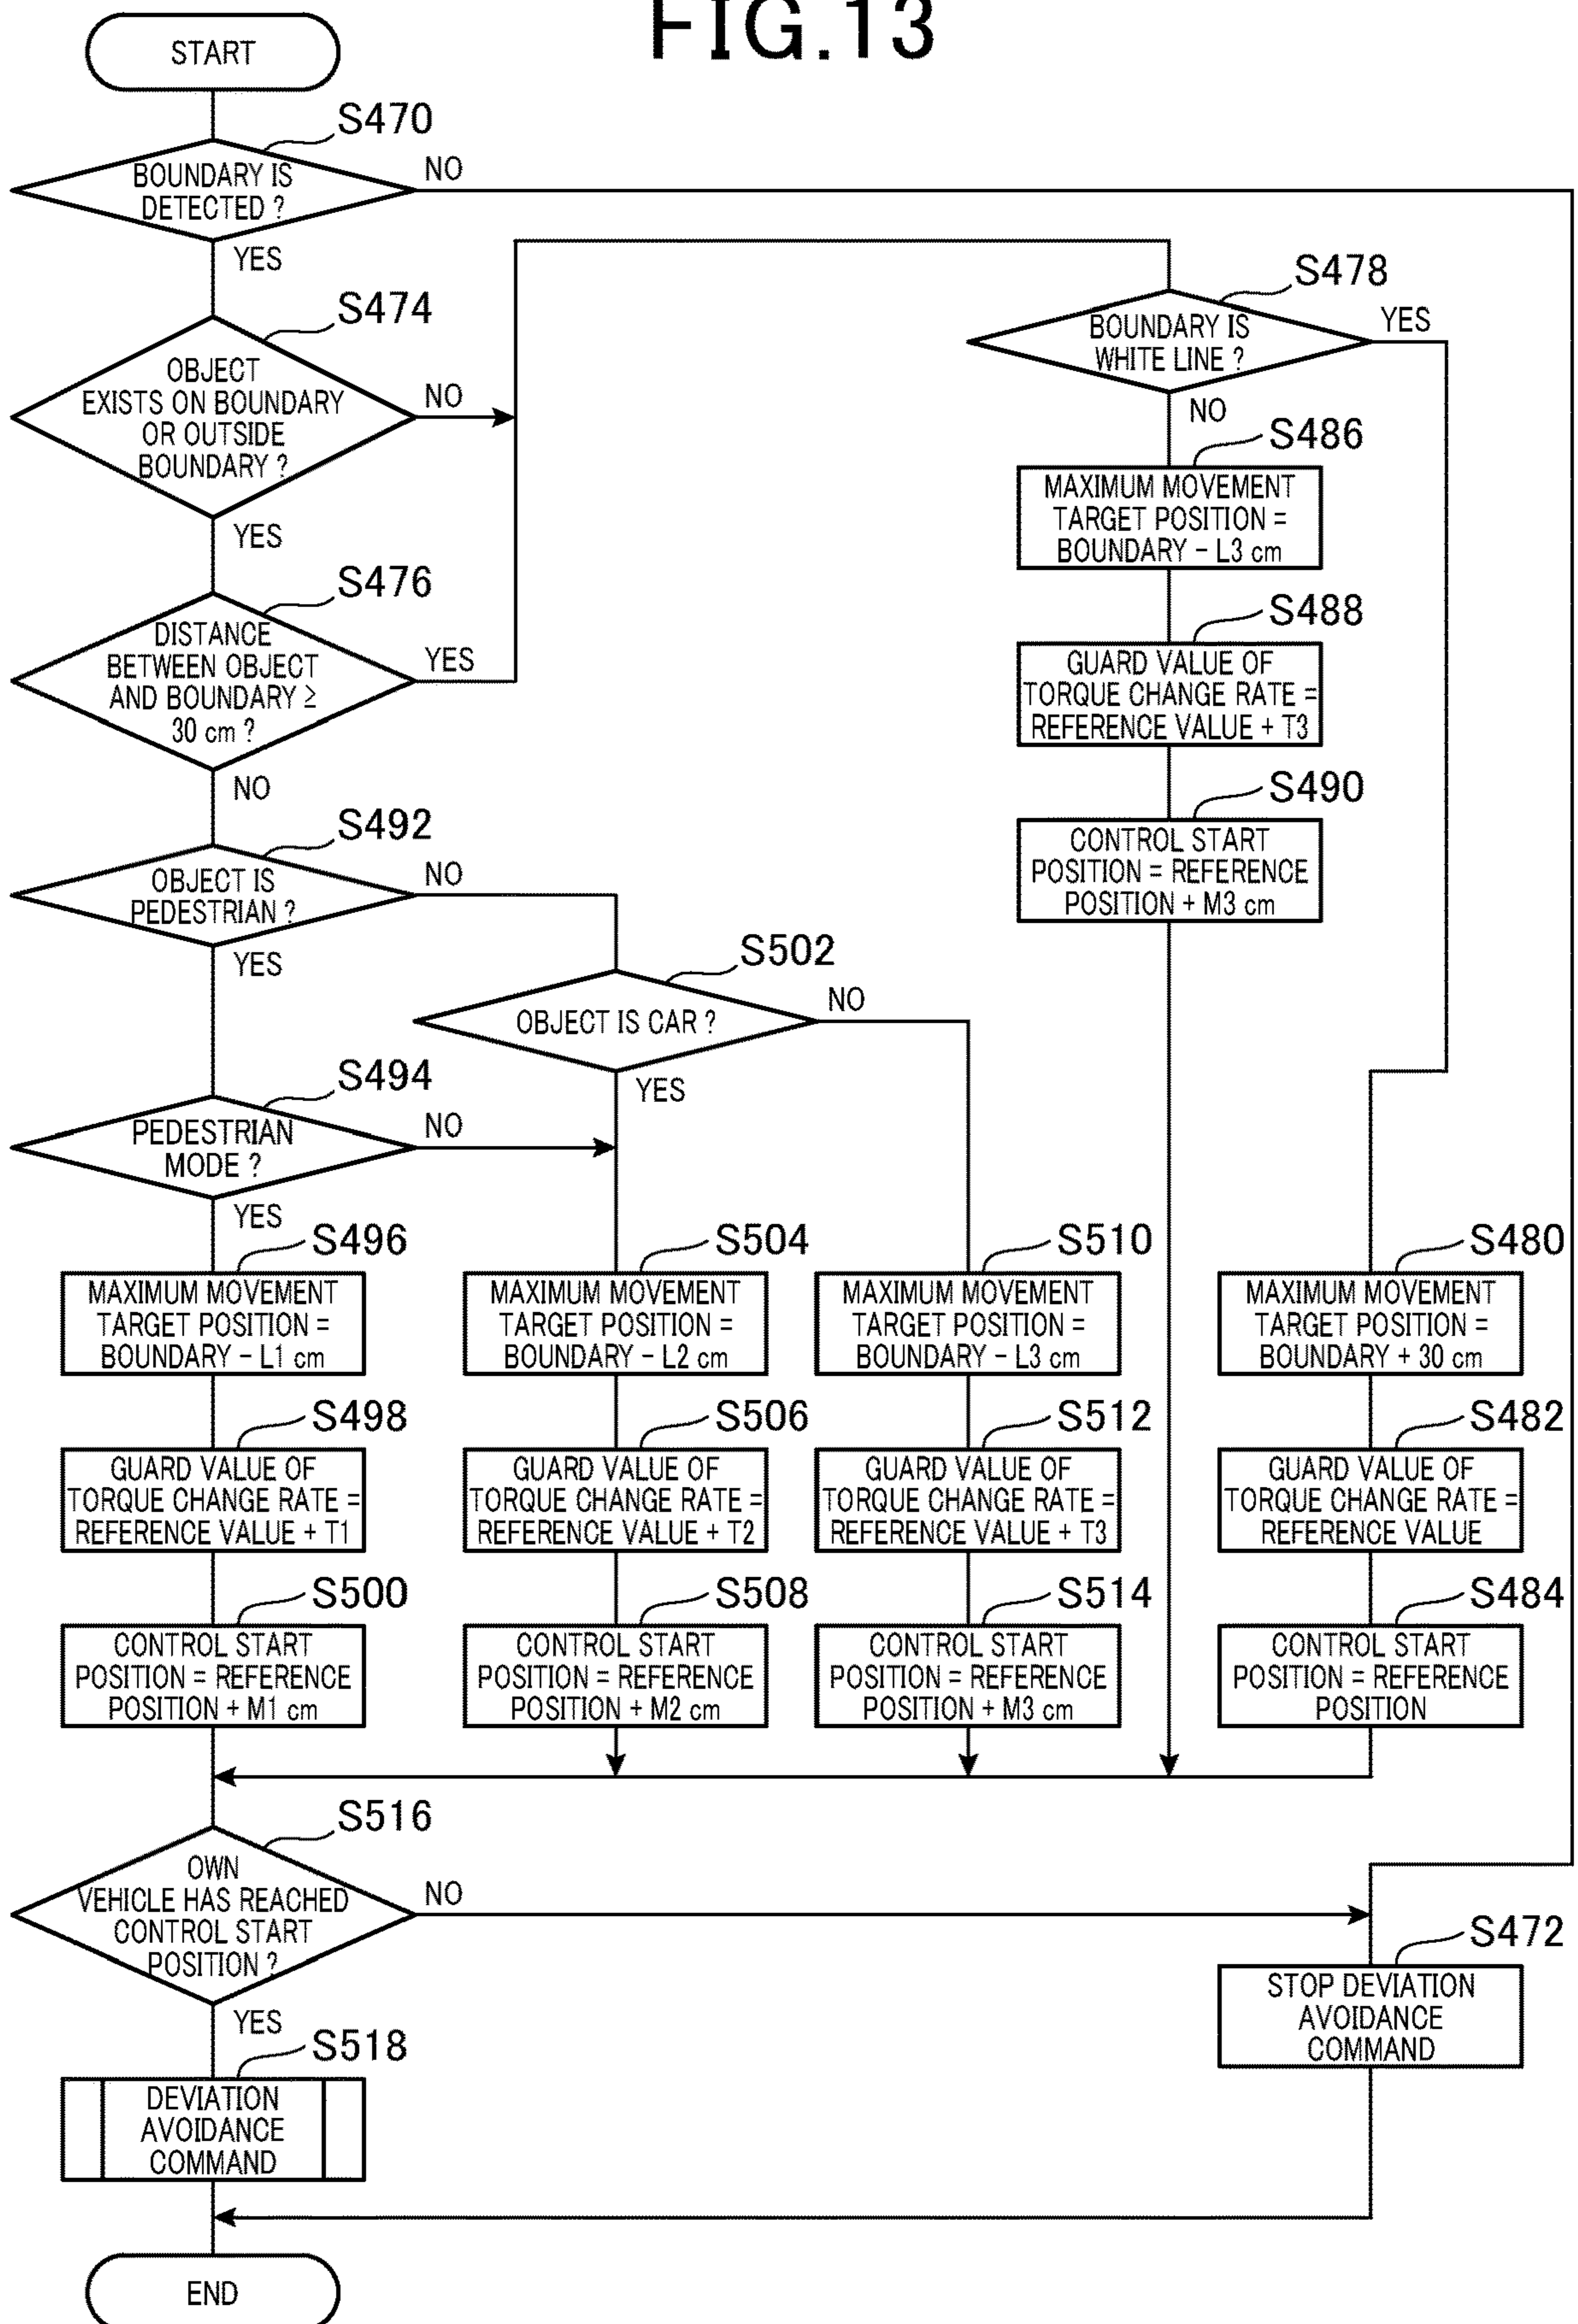 FIG.13
START
S470
BOUNDARY IS
DETECTED ?
NO
YES
S474
OBJECT
EXISTS ON BOUNDARY
OR OUTSIDE
BOUNDARY ?
NO
YES
S476
DISTANCE
BETWEEN OBJECT
AND BOUNDARY ≥
30 cm ?
YES
NO
S478
BOUNDARY IS
WHITE LINE ?
YES
NO
S486
MAXIMUM MOVEMENT
TARGET POSITION =
BOUNDARY - L3 cm
S488
GUARD VALUE OF
TORQUE CHANGE RATE =
REFERENCE VALUE + T3
S490
CONTROL START
POSITION = REFERENCE
POSITION + M3 cm
S492
OBJECT IS
PEDESTRIAN ?
NO
YES
S502
OBJECT IS CAR ?
NO
YES
S494
PEDESTRIAN
MODE ?
NO
YES
S496
MAXIMUM MOVEMENT
TARGET POSITION =
BOUNDARY - L1 cm
S498
GUARD VALUE OF
TORQUE CHANGE RATE =
REFERENCE VALUE + T1
S500
CONTROL START
POSITION = REFERENCE
POSITION + M1 cm
S504
MAXIMUM MOVEMENT
TARGET POSITION =
BOUNDARY - L2 cm
S506
GUARD VALUE OF
TORQUE CHANGE RATE =
REFERENCE VALUE + T2
S508
CONTROL START
POSITION = REFERENCE
POSITION + M2 cm
S510
MAXIMUM MOVEMENT
TARGET POSITION =
BOUNDARY - L3 cm
S512
GUARD VALUE OF
TORQUE CHANGE RATE =
REFERENCE VALUE + T3
S514
CONTROL START
POSITION = REFERENCE
POSITION + M3 cm
S480
MAXIMUM MOVEMENT
TARGET POSITION =
BOUNDARY + 30 cm
S482
GUARD VALUE OF
TORQUE CHANGE RATE =
REFERENCE VALUE
S484
CONTROL START
POSITION = REFERENCE
POSITION
S516
OWN
VEHICLE HAS REACHED
CONTROL START
POSITION ?
NO
YES
S472
STOP DEVIATION
AVOIDANCE
COMMAND
S518
DEVIATION
AVOIDANCE
COMMAND
END